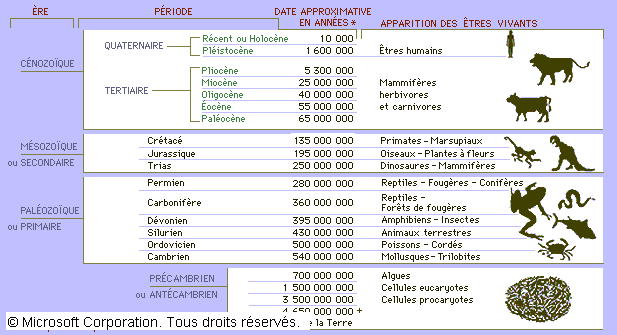 ÈRE PÉRIODE DATE APPROXIMATIVE EN ANNÉES * APPARITION DES ÊTRES VIVANTS
CÉNOZOÏQUE
QUATERNAIRE
Récent ou Holocène 10 000
Pléistocène 1 600 000 Êtres humains
TERTIAIRE
Pliocène 5 300 000
Miocène 25 000 000 Mammifères
Oligocène 40 000 000 herbivores
Éocène 55 000 000 et carnivores
Paléocène 65 000 000
MÉSOZOÏQUE
ou SECONDAIRE
Crétacé 135 000 000 Primates – Marsupiaux
Jurassique 195 000 000 Oiseaux – Plantes à fleurs
Trias 250 000 000 Dinosaures – Mammifères
PALÉOZOÏQUE
ou PRIMAIRE
Permien 280 000 000 Reptiles – Fougères – Conifères
Carbonifère 360 000 000 Reptiles –
Forêts de fougères
Dévonien 395 000 000 Amphibiens – Insectes
Silurien 430 000 000 Animaux terrestres
Ordovicien 500 000 000 Poissons – Cordés
Cambrien 540 000 000 Mollusques – Trilobites
PRÉCAMBRIEN
ou ANTÉCAMBRIEN
700 000 000 Algues
1 500 000 000 Cellules eucaryotes
3 500 000 000 Cellules procaryotes
4 650 000 000 +
la Terre
© Microsoft Corporation. Tous droits réservés.